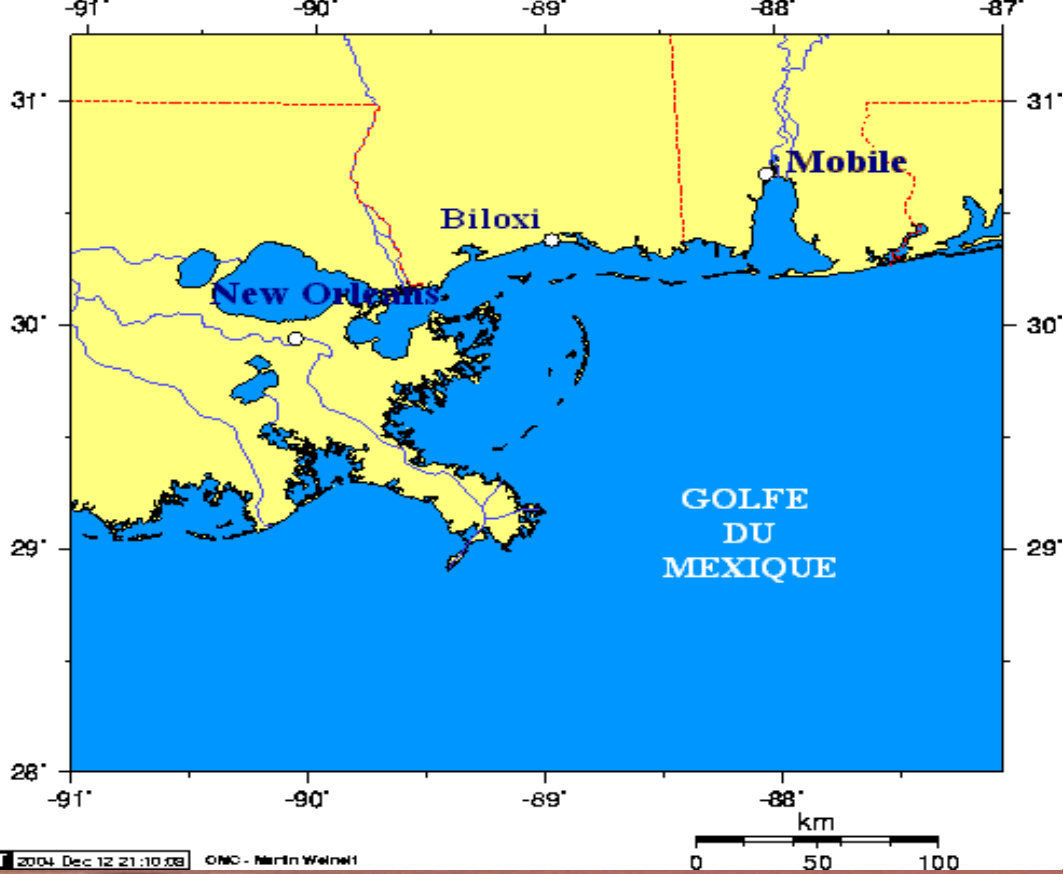 -91° -90° -89° -88° -87°
31° 31°
Mobile
Biloxi
New Orleans
30° 30°
GOLFE
DU
MEXIQUE
29° 29°
28°
-91° -90° -89° -88°
km
0 50 100
2004 Dec 12 21:10:08 OMC - Martin Weinelt